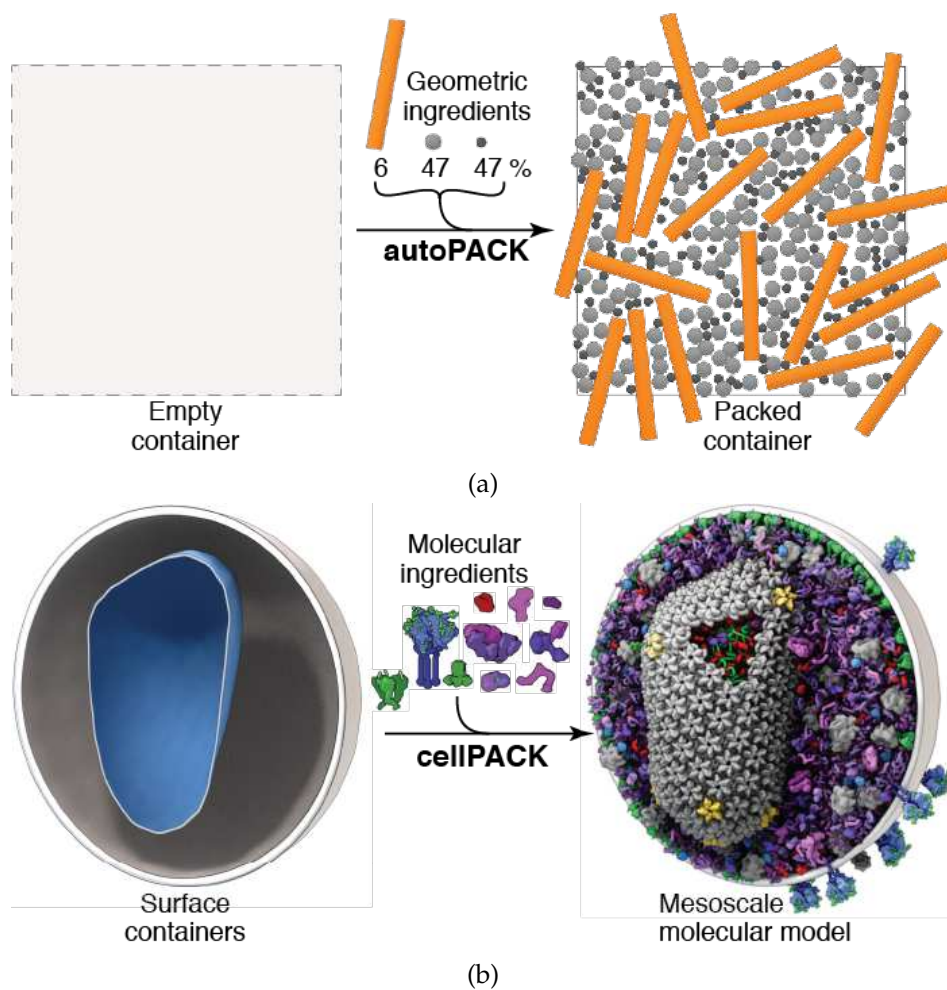 Geometric
ingredients
6 47 47 %
autoPACK
Empty
container
Packed
container
(a)
Molecular
ingredients
cellPACK
Surface
containers
Mesoscale
molecular model
(b)